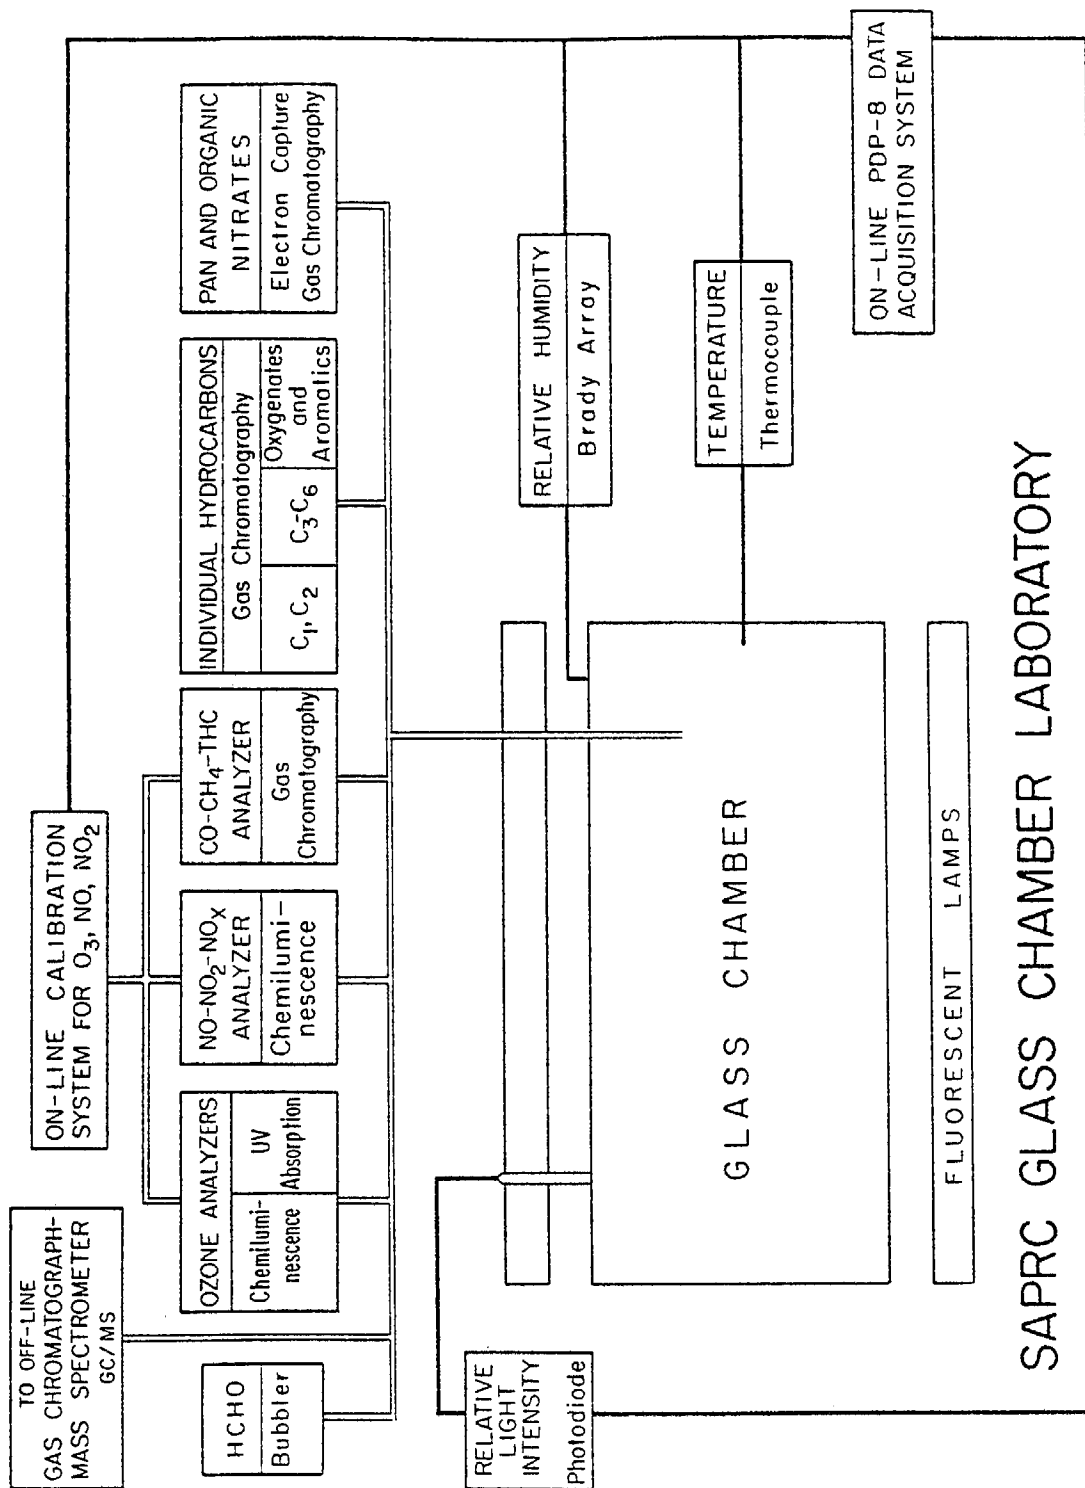 TO OFF-LINE
GAS CHROMATOGRAPH-
MASS SPECTROMETER
GC/MS
ON-LINE CALIBRATION
SYSTEM FOR O₃, NO, NO₂
HCHO
Bubbler
OZONE ANALYZERS
Chemilumi-
nescence
UV
Absorption
NO-NO₂-NOₓ
ANALYZER
Chemilumi-
nescence
CO-CH₄-THC
ANALYZER
Gas
Chromatography
INDIVIDUAL HYDROCARBONS
Gas Chromatography
C₁, C₂
C₃-C₆
Oxygenates
and
Aromatics
PAN AND ORGANIC
NITRATES
Electron Capture
Gas Chromatography
RELATIVE
LIGHT
INTENSITY
Photodiode
RELATIVE HUMIDITY
Brady Array
GLASS CHAMBER
TEMPERATURE
Thermocouple
FLUORESCENT LAMPS
ON-LINE PDP-8 DATA
ACQUISITION SYSTEM
SAPRC GLASS CHAMBER LABORATORY